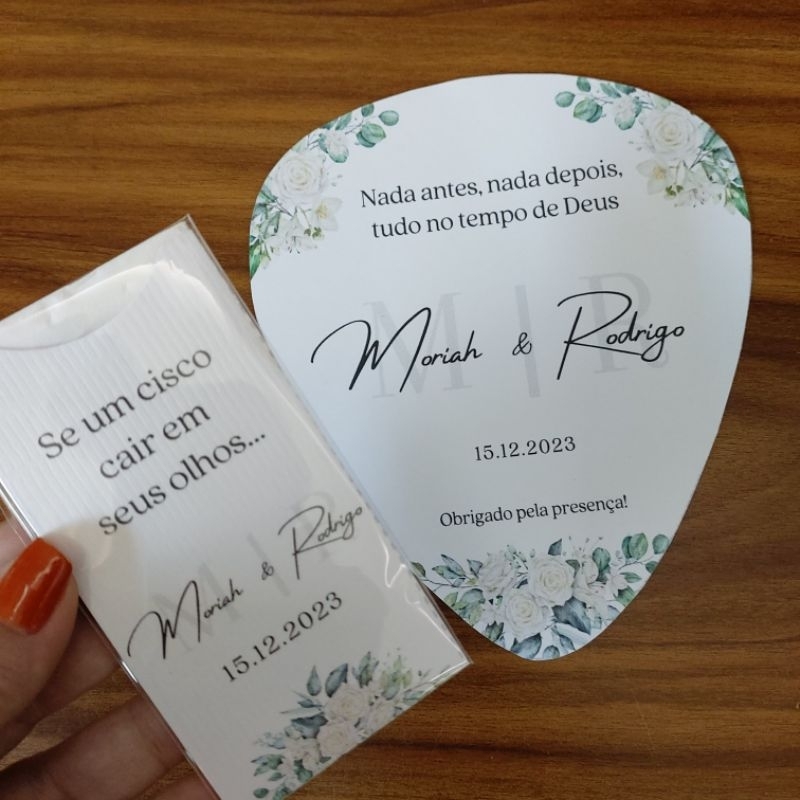 Nada antes, nada depois,
tudo no tempo de Deus
M | R
Moriah & Rodrigo
15.12.2023
Obrigado pela presença!
Se um cisco
cair em
seus olhos...
M | R
Moriah & Rodrigo
15.12.2023